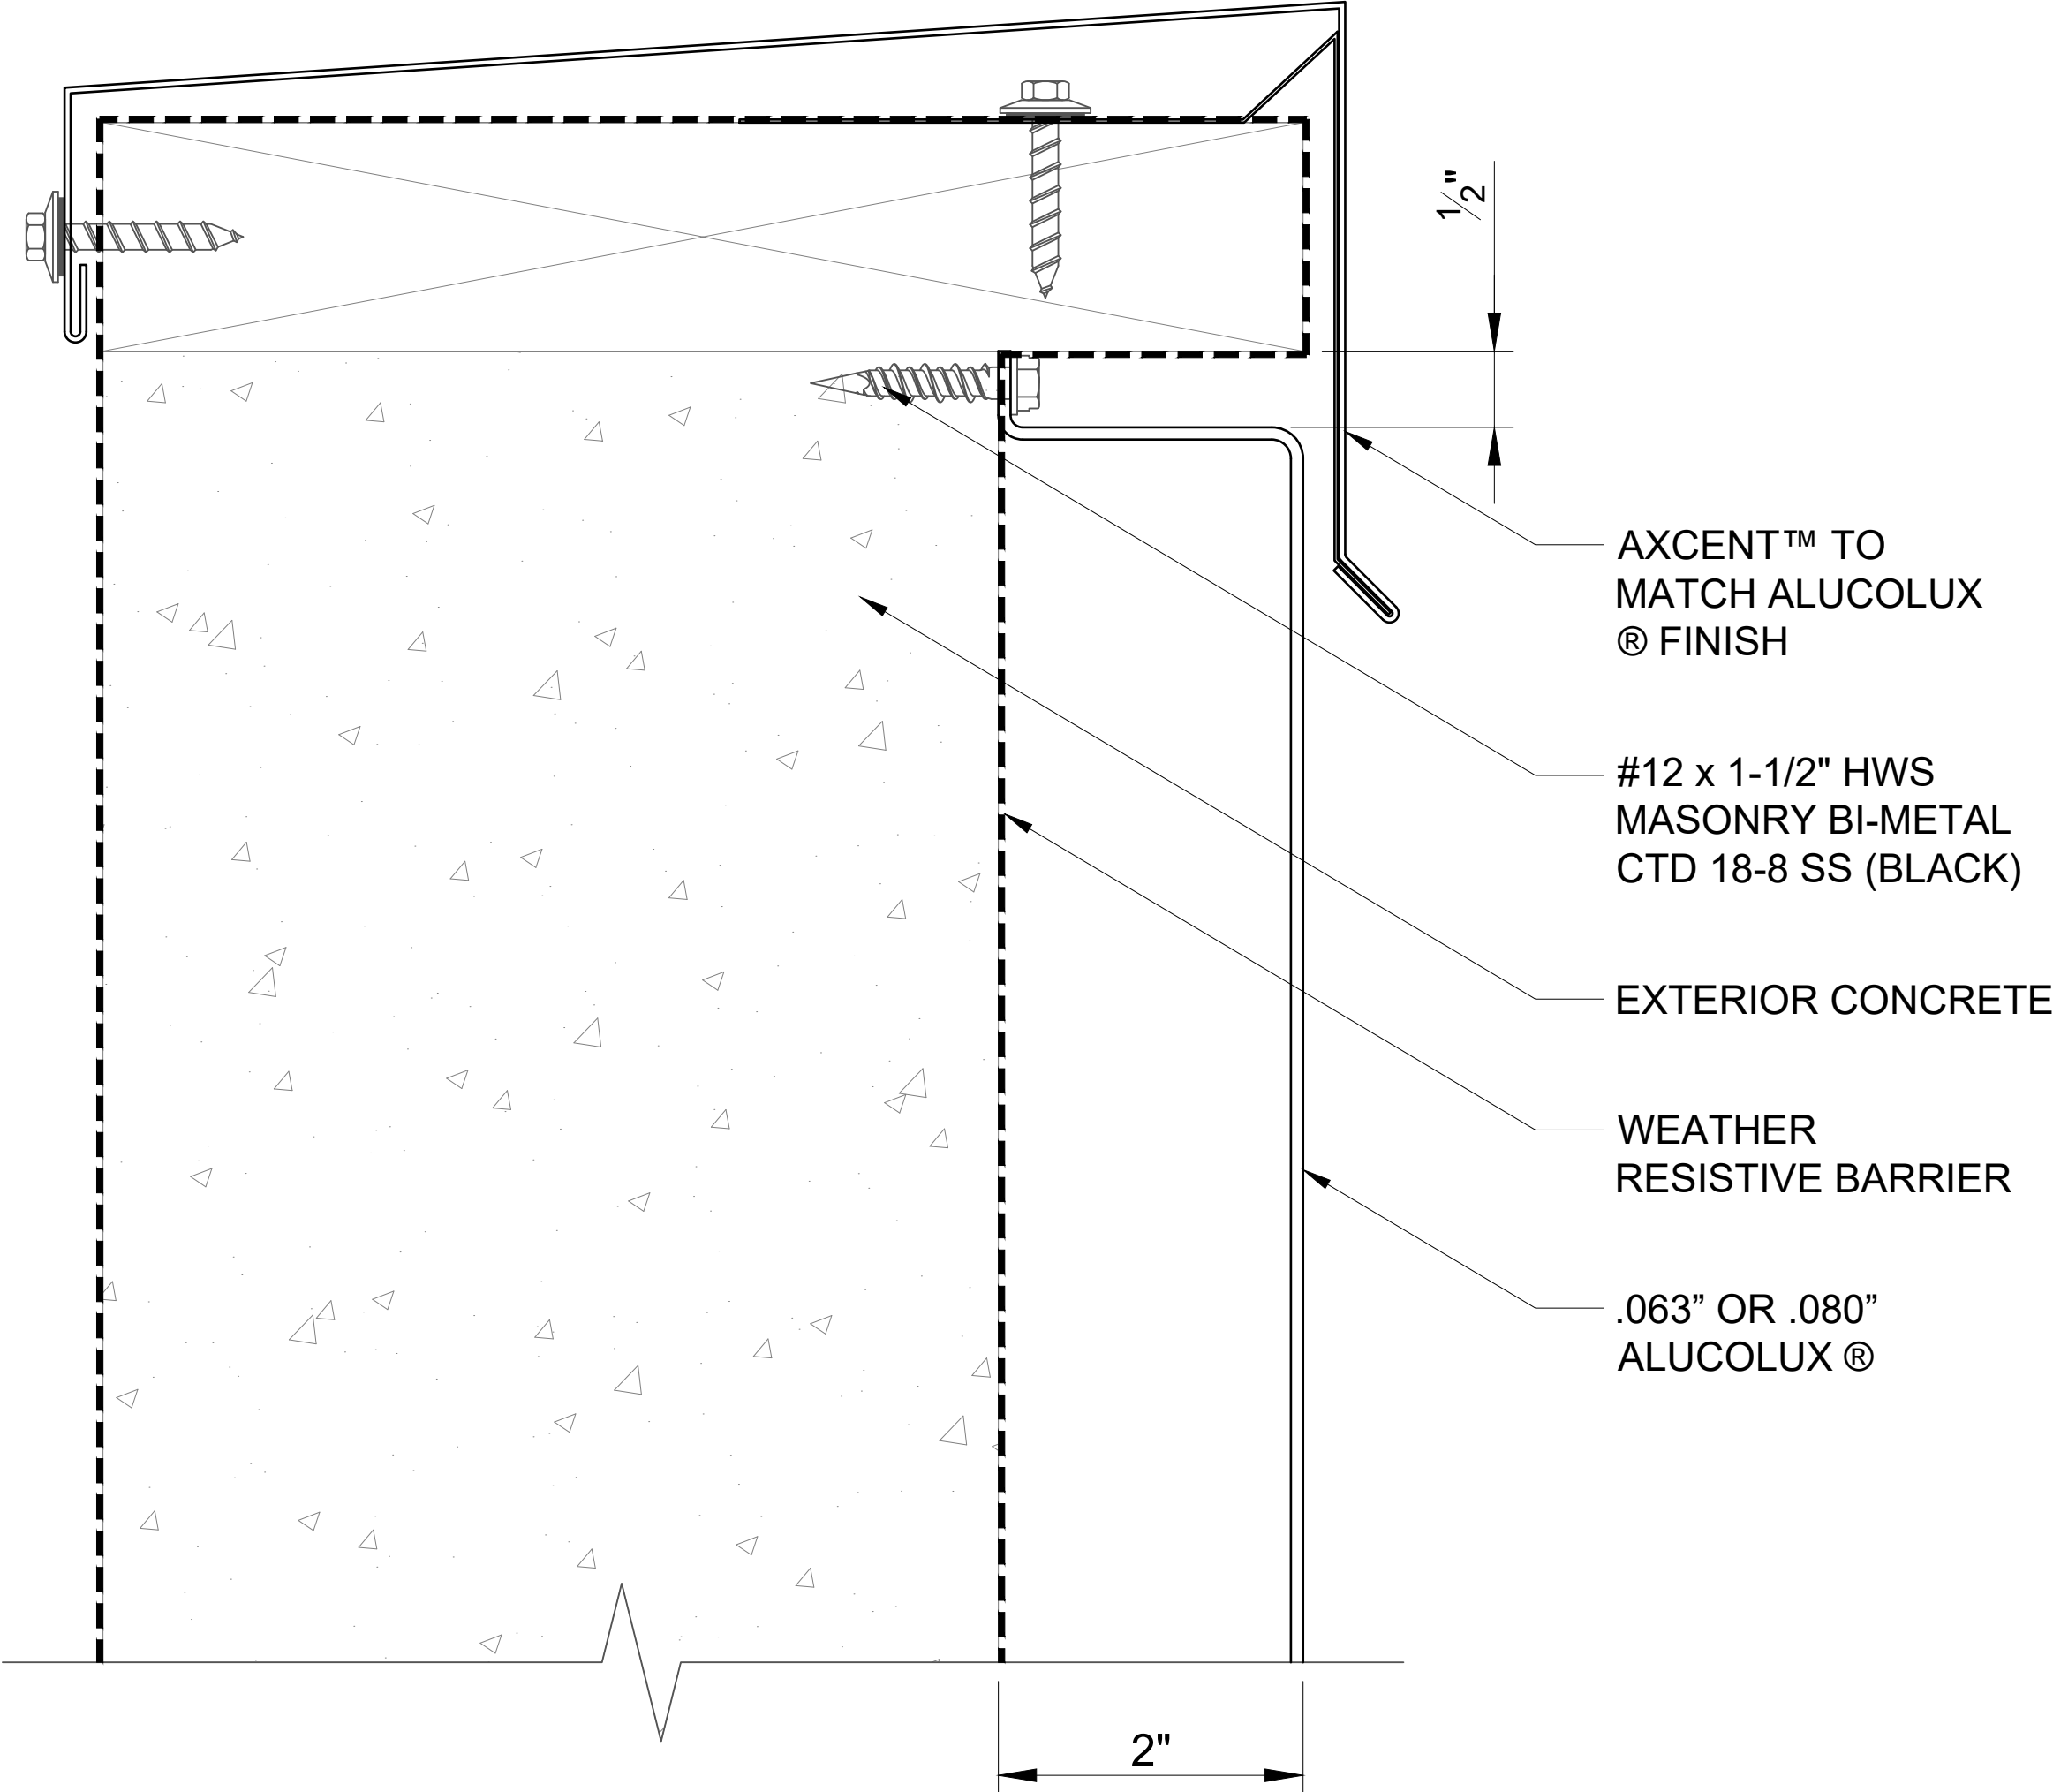 1/2"
AXCENT™ TO
MATCH ALUCOLUX
® FINISH
#12 x 1-1/2" HWS
MASONRY BI-METAL
CTD 18-8 SS (BLACK)
EXTERIOR CONCRETE
WEATHER
RESISTIVE BARRIER
.063” OR .080”
ALUCOLUX ®
2"